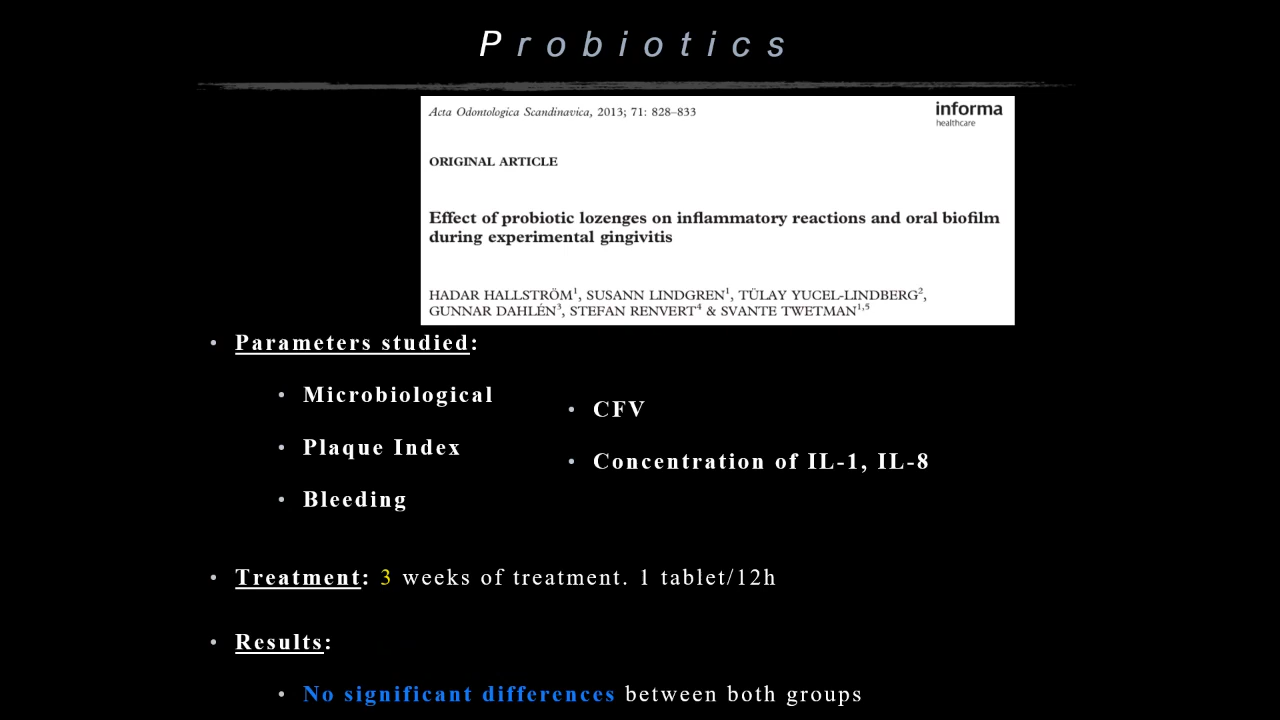 Probiotics
Acta Odontologica Scandinavica, 2013; 71: 828–833
informa
healthcare
ORIGINAL ARTICLE
Effect of probiotic lozenges on inflammatory reactions and oral biofilm
during experimental gingivitis
HADAR HALLSTRÖM1, SUSANN LINDGREN1, TÜLAY YUCEL-LINDBERG2,
GUNNAR DAHLÉN3, STEFAN RENVERT4 & SVANTE TWETMAN1,5
• Parameters studied:
• Microbiological
• Plaque Index
• Bleeding
• CFV
• Concentration of IL-1, IL-8
• Treatment: 3 weeks of treatment. 1 tablet/12h
• Results:
• No significant differences between both groups